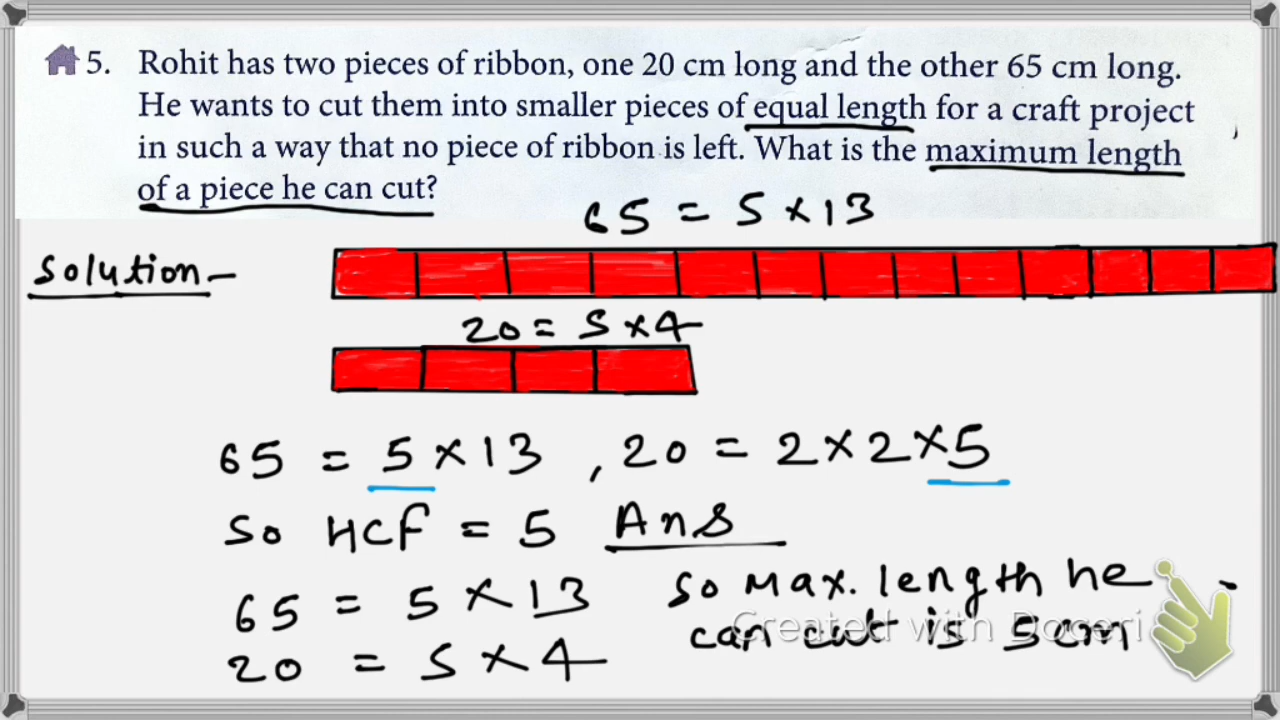 5. Rohit has two pieces of ribbon, one 20 cm long and the other 65 cm long.
He wants to cut them into smaller pieces of equal length for a craft project
in such a way that no piece of ribbon is left. What is the maximum length
of a piece he can cut?
65 = 5 × 13
Solution -
20 = 5 × 4
65 = 5 × 13 , 20 = 2 × 2 × 5
So HCF = 5 Ans
65 = 5 × 13
So Max. length he
can cut is 5 cm
Created with Doceri
20 = 5 × 4